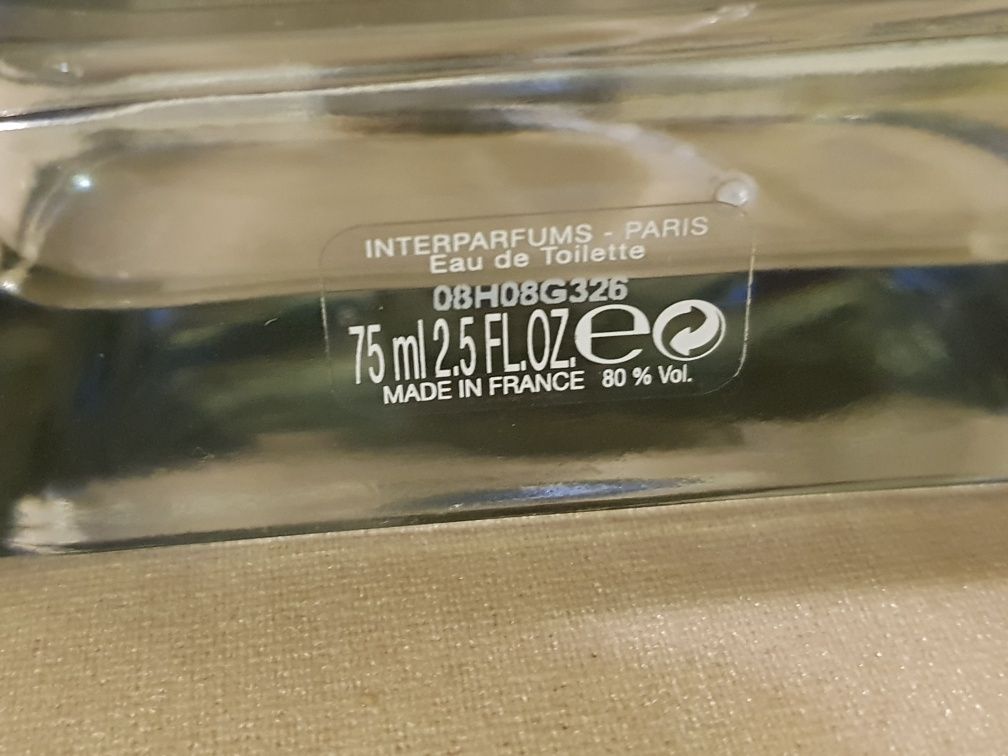 INTERPARFUMS - PARIS
Eau de Toilette
08H08G326
75 ml 2.5 FL.OZ. e
MADE IN FRANCE 80 % Vol.